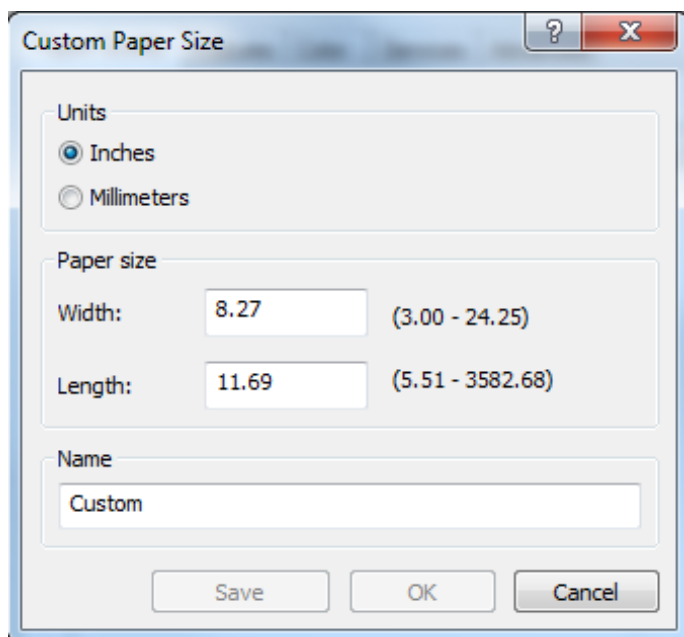 Custom Paper Size
Units
Inches
Millimeters
Paper size
Width: 8.27 (3.00 - 24.25)
Length: 11.69 (5.51 - 3582.68)
Name
Custom
Save OK Cancel